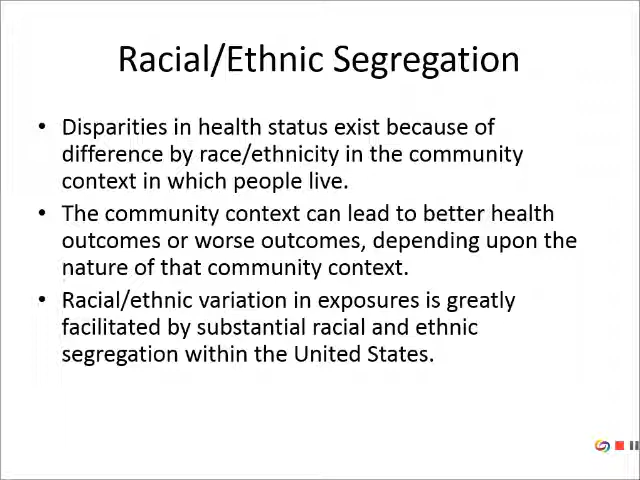 Racial/Ethnic Segregation
• Disparities in health status exist because of
difference by race/ethnicity in the community
context in which people live.
• The community context can lead to better health
outcomes or worse outcomes, depending upon the
nature of that community context.
• Racial/ethnic variation in exposures is greatly
facilitated by substantial racial and ethnic
segregation within the United States.